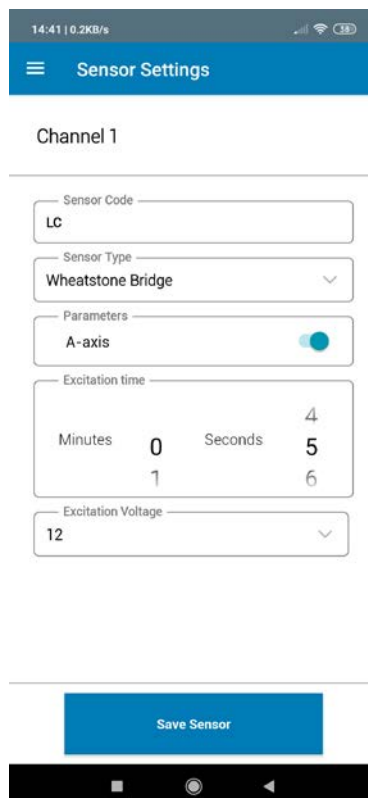 14:41 | 0.2KB/s 58
Sensor Settings
Channel 1
Sensor Code
LC
Sensor Type
Wheatstone Bridge
Parameters
A-axis
Excitation time
4
Minutes 0 Seconds 5
1 6
Excitation Voltage
12
Save Sensor